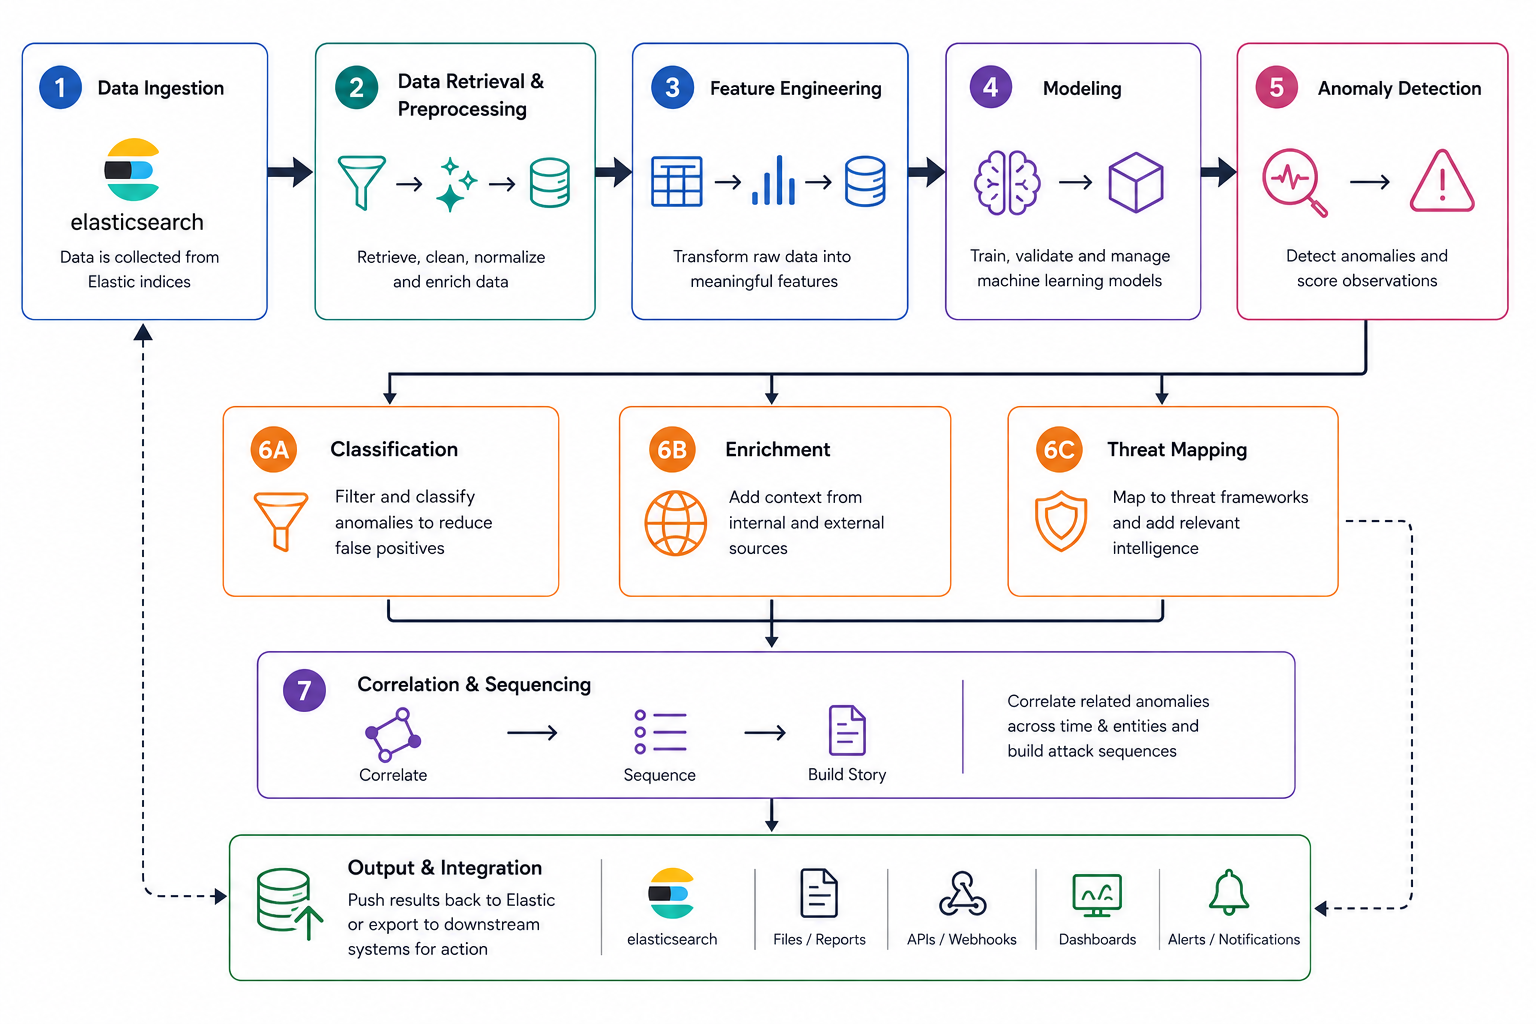 1
Data Ingestion
elasticsearch
Data is collected from
Elastic indices
2
Data Retrieval &
Preprocessing
Retrieve, clean, normalize
and enrich data
3
Feature Engineering
Transform raw data into
meaningful features
4
Modeling
Train, validate and manage
machine learning models
5
Anomaly Detection
Detect anomalies and
score observations
6A
Classification
Filter and classify
anomalies to reduce
false positives
6B
Enrichment
Add context from
internal and external
sources
6C
Threat Mapping
Map to threat frameworks
and add relevant
intelligence
7
Correlation & Sequencing
Correlate
Sequence
Build Story
Correlate related anomalies
across time & entities and
build attack sequences
Output & Integration
Push results back to Elastic
or export to downstream
systems for action
elasticsearch
Files / Reports
APIs / Webhooks
Dashboards
Alerts / Notifications